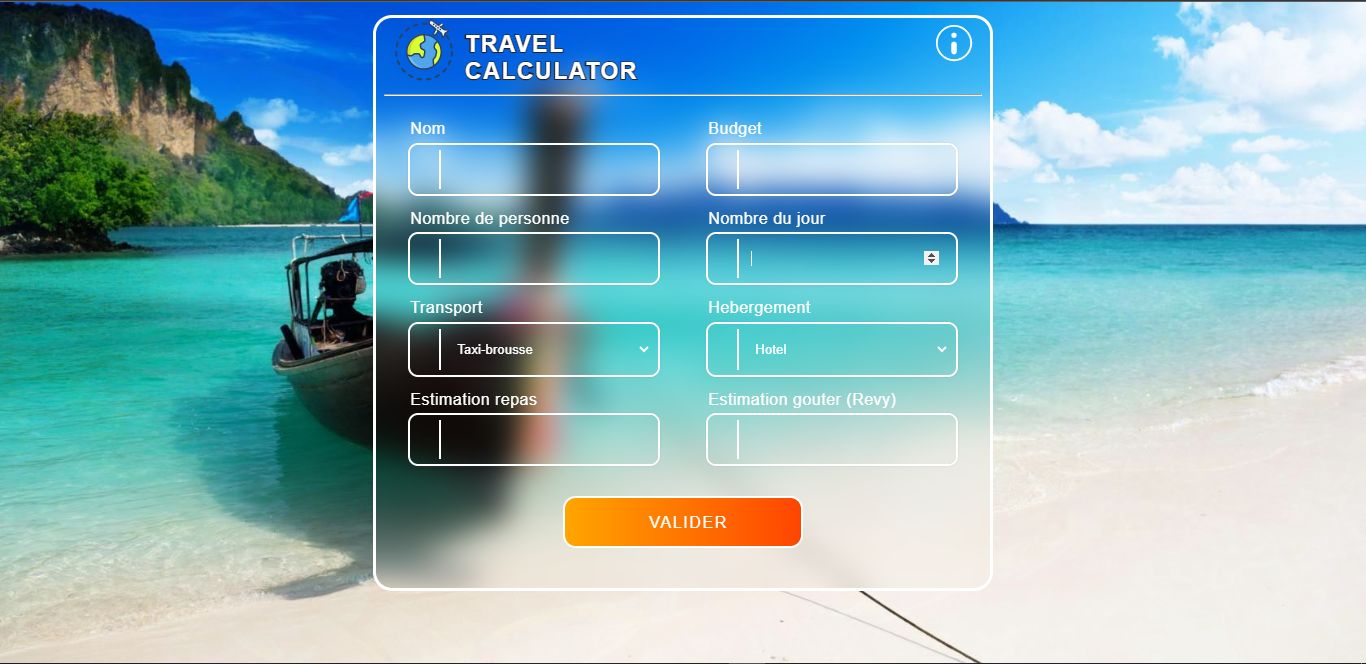 TRAVEL
CALCULATOR
Nom
Budget
Nombre de personne
Nombre du jour
Transport
Hebergement
Taxi-brousse
Hotel
Estimation repas
Estimation gouter (Revy)
VALIDER